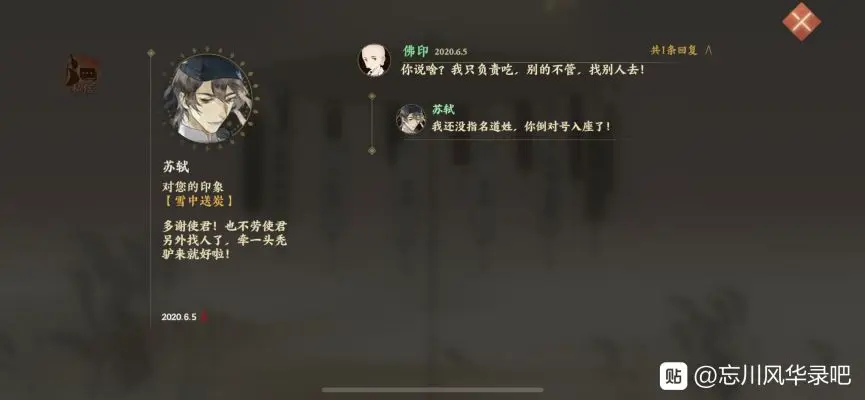 苏轼
对您的印象
【雪中送炭】
多谢使君！也不劳使君
另外找人了，牵一头秃
驴来就好啦！
2020.6.5
佛印 2020.6.5 共1条回复
你说啥？我只负责吃，别的不管，找别人去！
苏轼
我还没指名道姓，你倒对号入座了！
贴 @忘川风华录吧